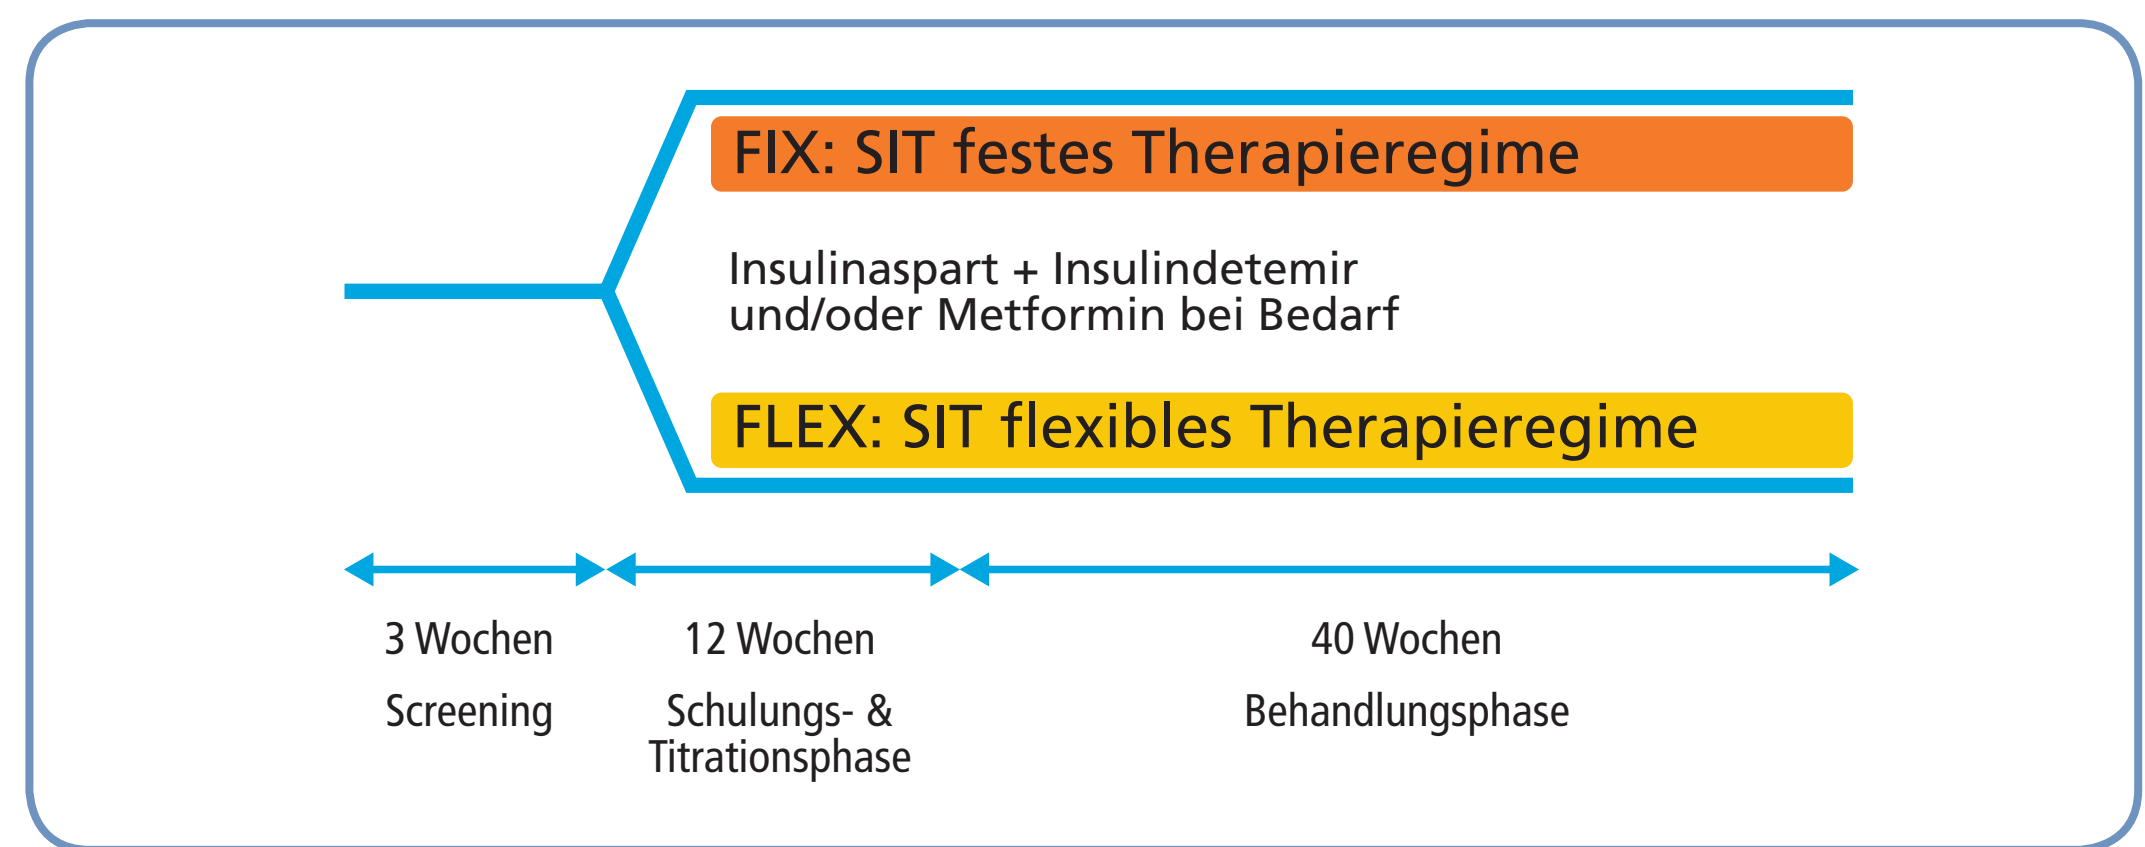 FIX: SIT festes Therapieregime
Insulinaspart + Insulindetemir
und/oder Metformin bei Bedarf
FLEX: SIT flexibles Therapieregime
3 Wochen
Screening
12 Wochen
Schulungs- &
Titrationsphase
40 Wochen
Behandlungsphase